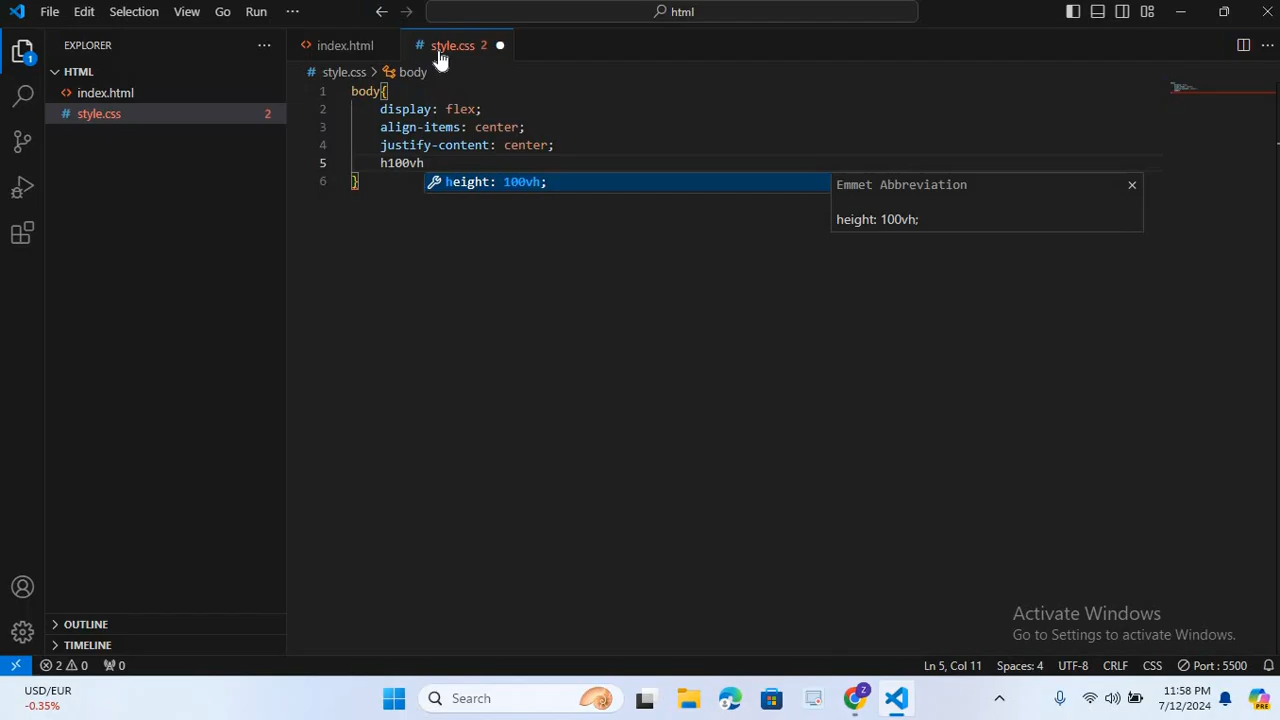 File Edit Selection View Go Run ··· html
EXPLORER ···
index.html
style.css 2
HTML
style.css > body
index.html
style.css 2
1 body{
2 display: flex;
3 align-items: center;
4 justify-content: center;
5 h100vh
6 }
height: 100vh;
Emmet Abbreviation
height: 100vh;
1
OUTLINE
TIMELINE
Activate Windows
Go to Settings to activate Windows.
2 0 0 Ln 5, Col 11 Spaces: 4 UTF-8 CRLF CSS Port : 5500
USD/EUR
-0.35%
Search
Z
11:58 PM
7/12/2024
PRE